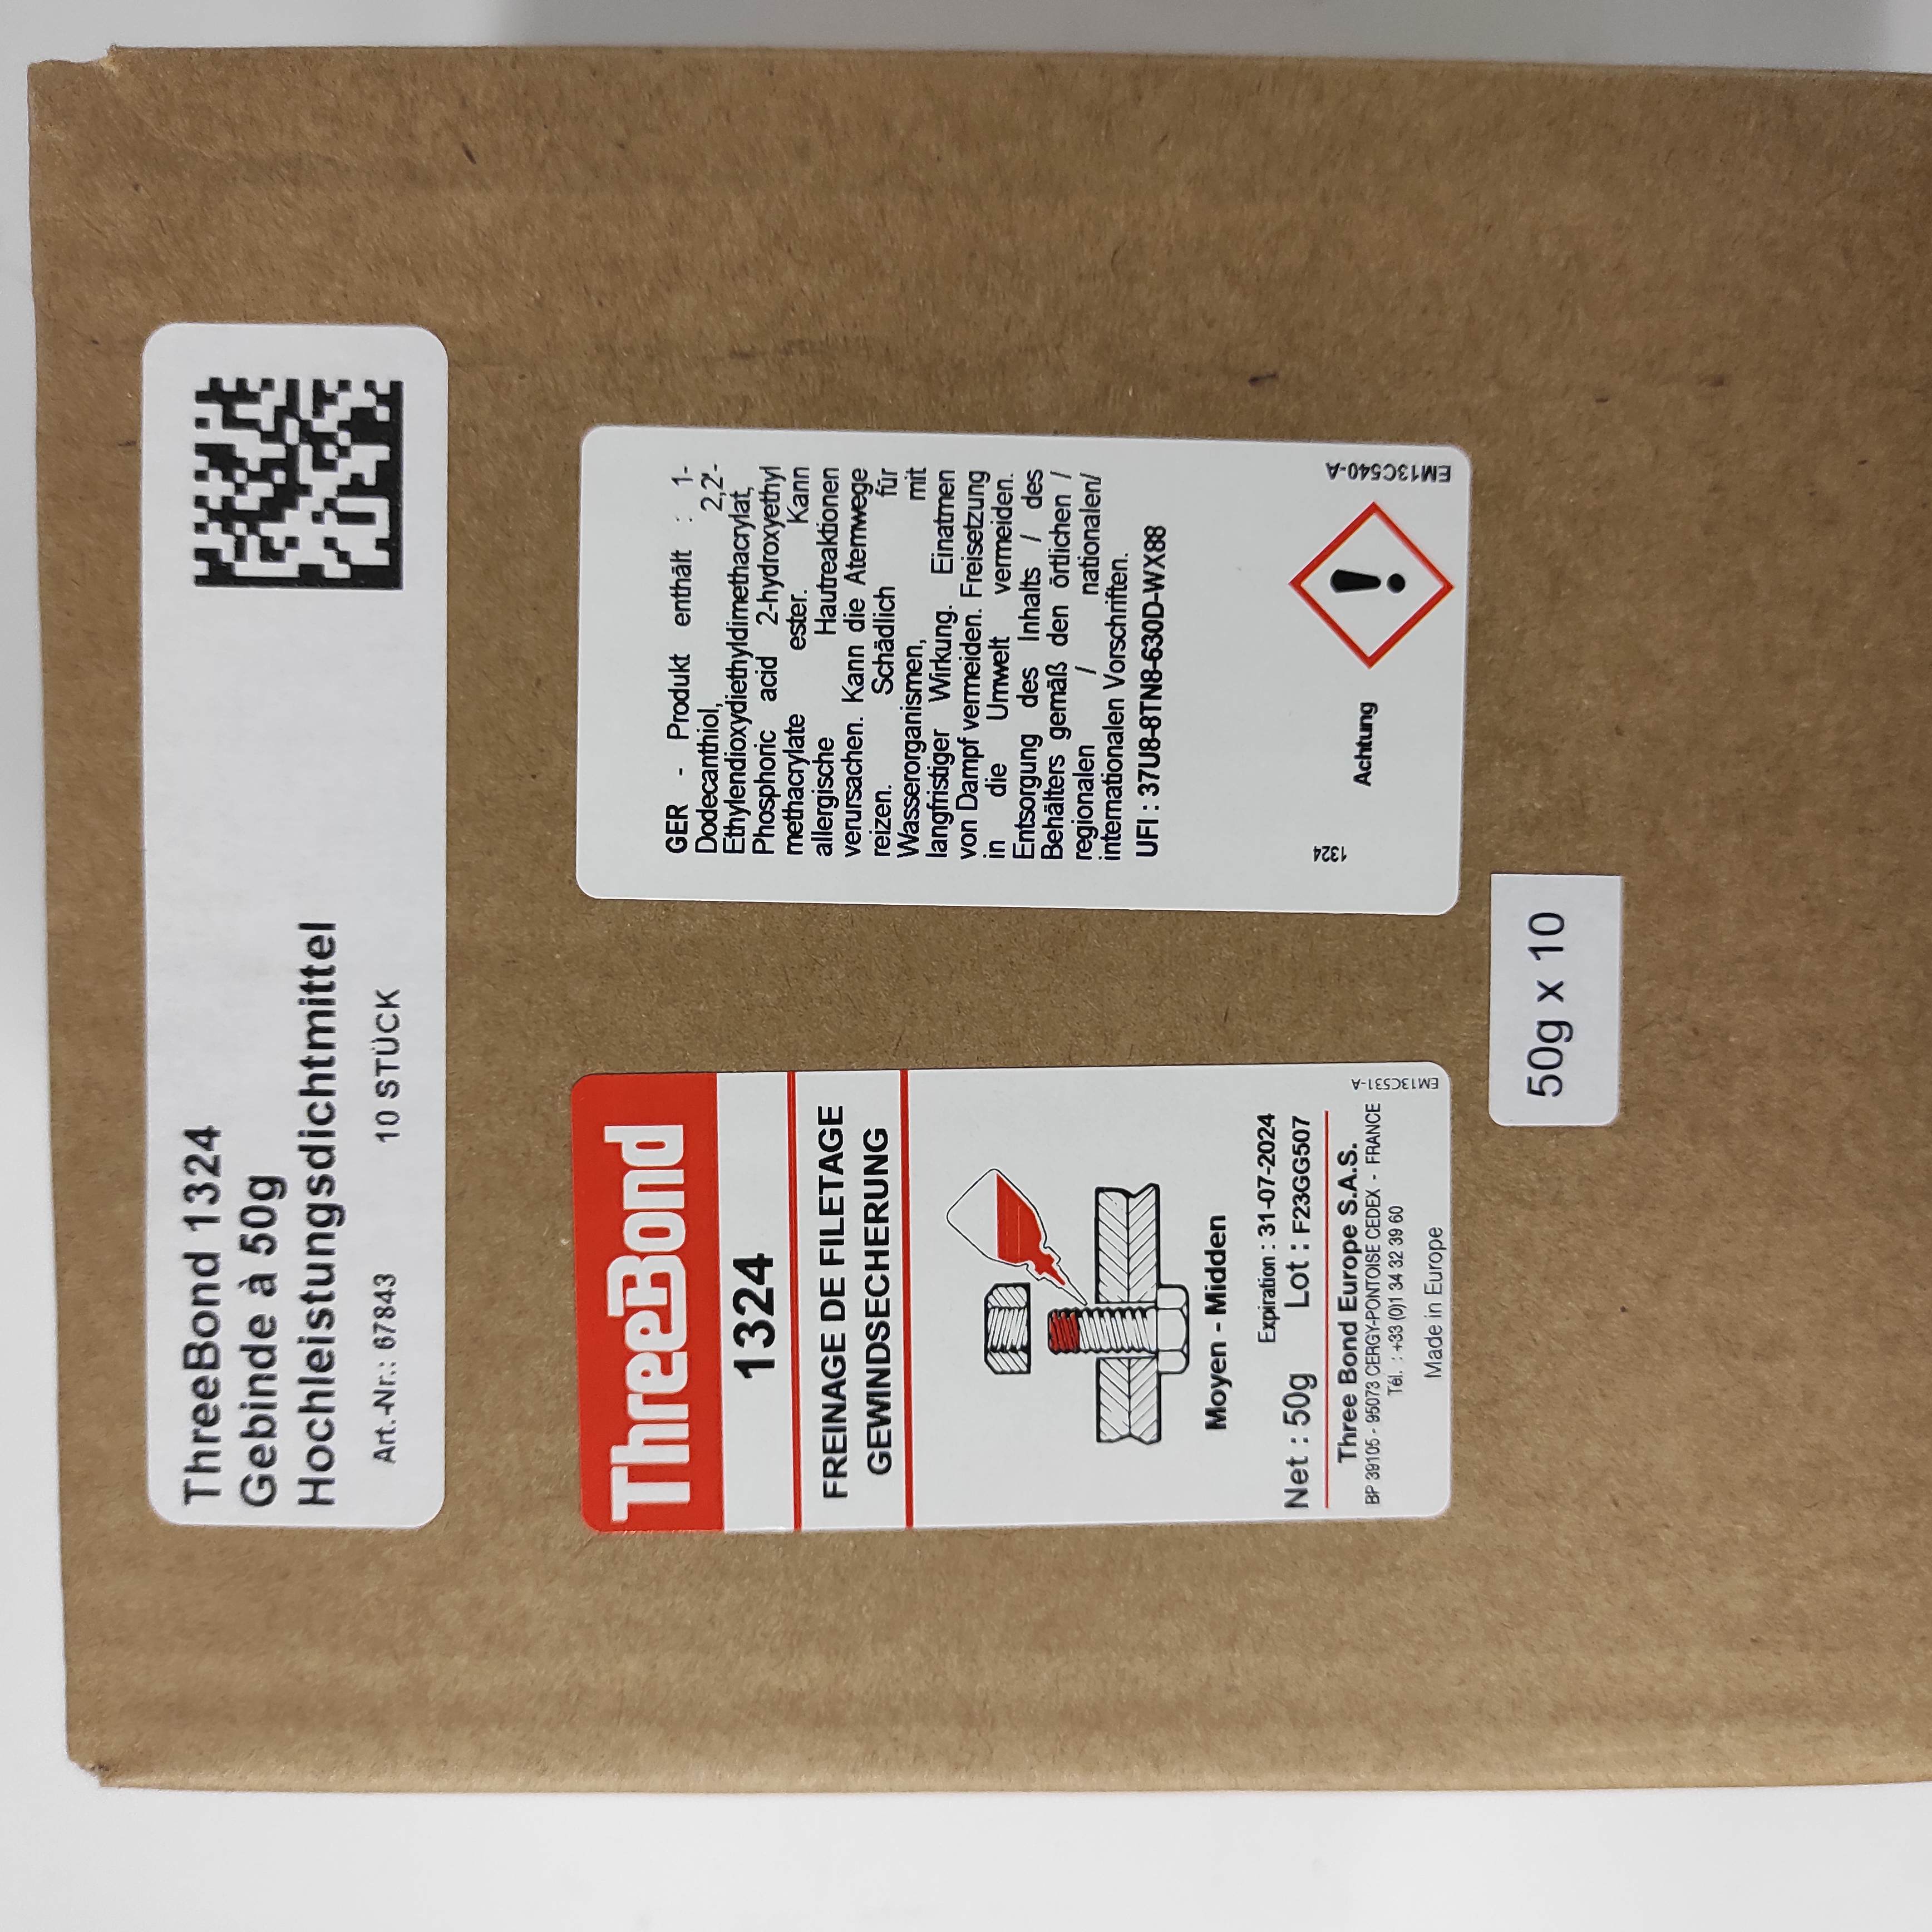 ThreeBond 1324
Gebinde à 50g
Hochleistungsdichtmittel
Art.-Nr.: 67843 10 STÜCK
ThreeBond
1324
FREINAGE DE FILETAGE
GEWINDSECHERUNG
Moyen - Midden
Expiration : 31-07-2024
Net : 50g Lot : F23GG507
Three Bond Europe S.A.S.
BP 39105 - 95073 CERGY-PONTOISE CEDEX - FRANCE
Tél. : +33 (0)1 34 32 39 60
Made in Europe
EM13C531-A
GER - Produkt enthält : 1-
Dodecanthiol, 2,2'-
Ethylendioxydiethyldimethacrylat,
Phosphoric acid 2-hydroxyethyl
methacrylate ester. Kann
allergische Hautreaktionen
verursachen. Kann die Atemwege
reizen. Schädlich für
Wasserorganismen, mit
langfristiger Wirkung. Einatmen
von Dampf vermeiden. Freisetzung
in die Umwelt vermeiden.
Entsorgung des Inhalts / des
Behälters gemäß den örtlichen /
regionalen / nationalen/
internationalen Vorschriften.
UFI : 37U8-8TN8-630D-WX88
1324
Achtung
EM13C540-A
50g x 10